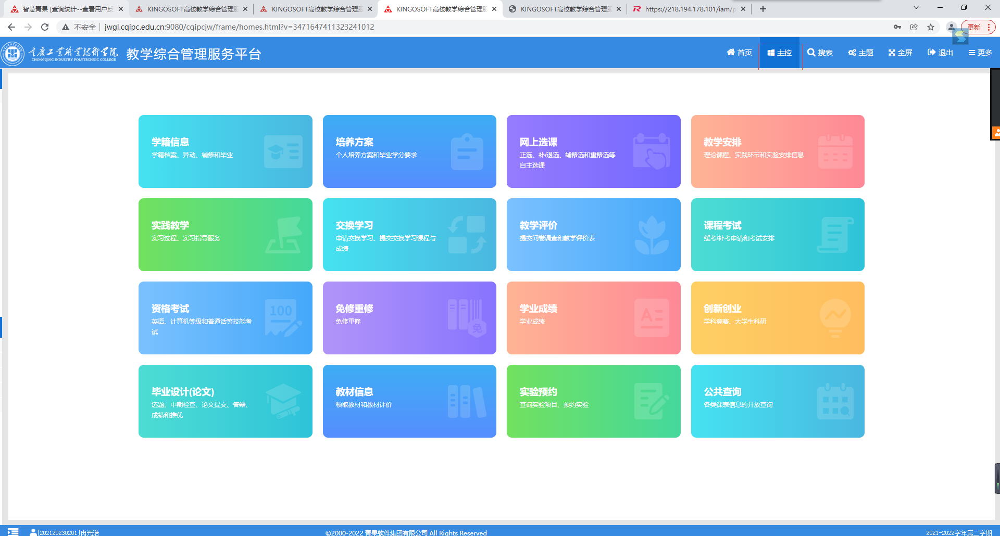 智慧青果 [查询统计--查看用户反
KINGOSOFT高校教学综合管理服
KINGOSOFT高校教学综合管理服
KINGOSOFT高校教学综合管理服
KINGOSOFT高校教学综合管理服
https://218.194.178.101/iam/p
不安全
jwgl.cqipc.edu.cn:9080/cqipcjw/frame/homes.html?v=3471647411323241012
更新
重庆工业职业技术学院
CHONGQING INDUSTRY POLYTECHNIC COLLEGE
教学综合管理服务平台
首页
主控
搜索
主题
全屏
退出
更多
学籍信息
学籍档案、异动、辅修和毕业
培养方案
个人培养方案和毕业学分要求
网上选课
正选、补/退选、辅修选和重修选等
自主选课
教学安排
理论课程、实践环节和实验安排信息
实践教学
实习过程、实习指导服务
交换学习
申请交换学习、提交交换学习课程与
成绩
教学评价
提交问卷调查和教学评价表
课程考试
缓考/补考申请和考试安排
资格考试
英语、计算机等级和普通话等技能考
试
100
免修重修
免修重修
免
学业成绩
学业成绩
A
创新创业
学科竞赛、大学生科研
毕业设计(论文)
选题、中期检查、论文提交、答辩、
成绩和推优
教材信息
领取教材和教材评价
实验预约
查询实验项目、预约实验
公共查询
各类课表信息的开放查询
[202120230201]冉光浩
©2000-2022 青果软件集团有限公司 All Rights Reserved
2021-2022学年第二学期